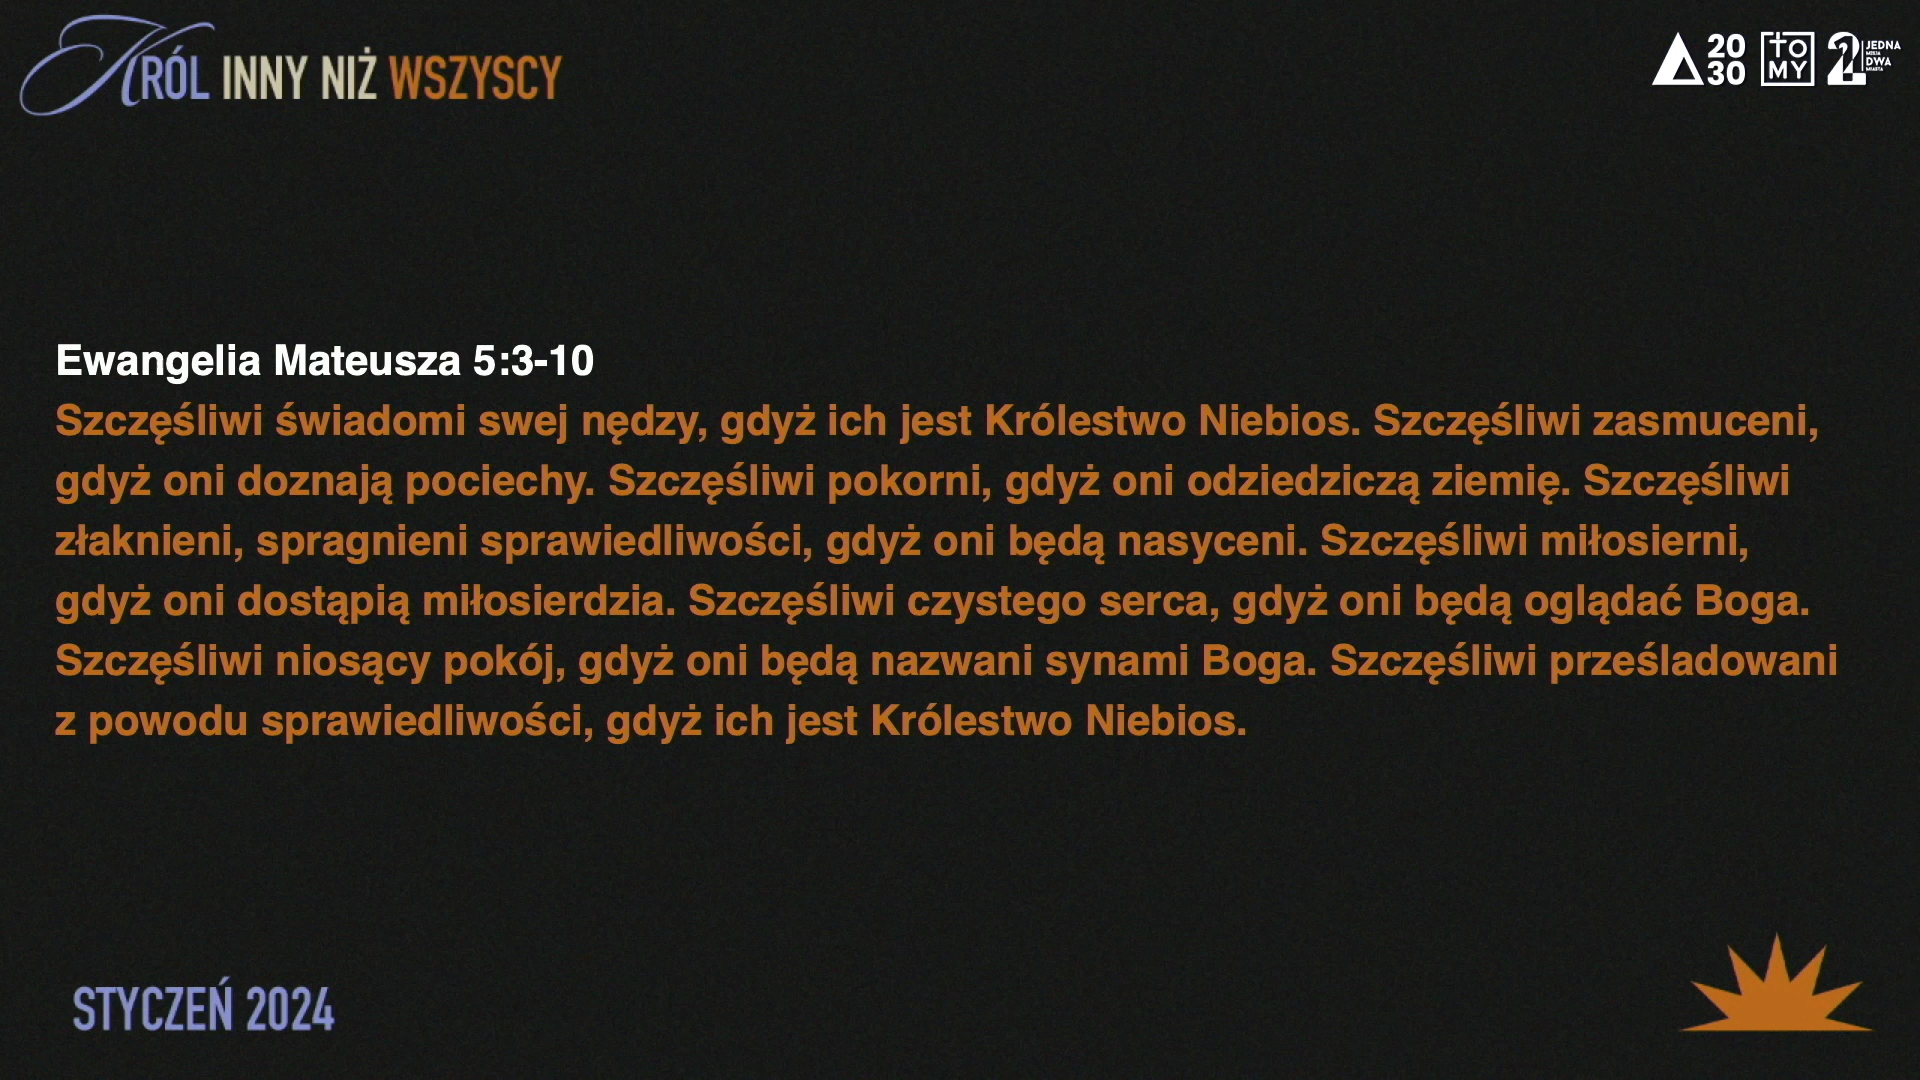 KRÓL INNY NIŻ WSZYSCY
20
30
TO
MY
21
JEDNA
MISJA
DWA
MIASTA
Ewangelia Mateusza 5:3-10
Szczęśliwi świadomi swej nędzy, gdyż ich jest Królestwo Niebios. Szczęśliwi zasmuceni,
gdyż oni doznają pociechy. Szczęśliwi pokorni, gdyż oni odziedziczą ziemię. Szczęśliwi
złaknieni, spragnieni sprawiedliwości, gdyż oni będą nasyceni. Szczęśliwi miłosierni,
gdyż oni dostąpią miłosierdzia. Szczęśliwi czystego serca, gdyż oni będą oglądać Boga.
Szczęśliwi niosący pokój, gdyż oni będą nazwani synami Boga. Szczęśliwi prześladowani
z powodu sprawiedliwości, gdyż ich jest Królestwo Niebios.
STYCZEŃ 2024